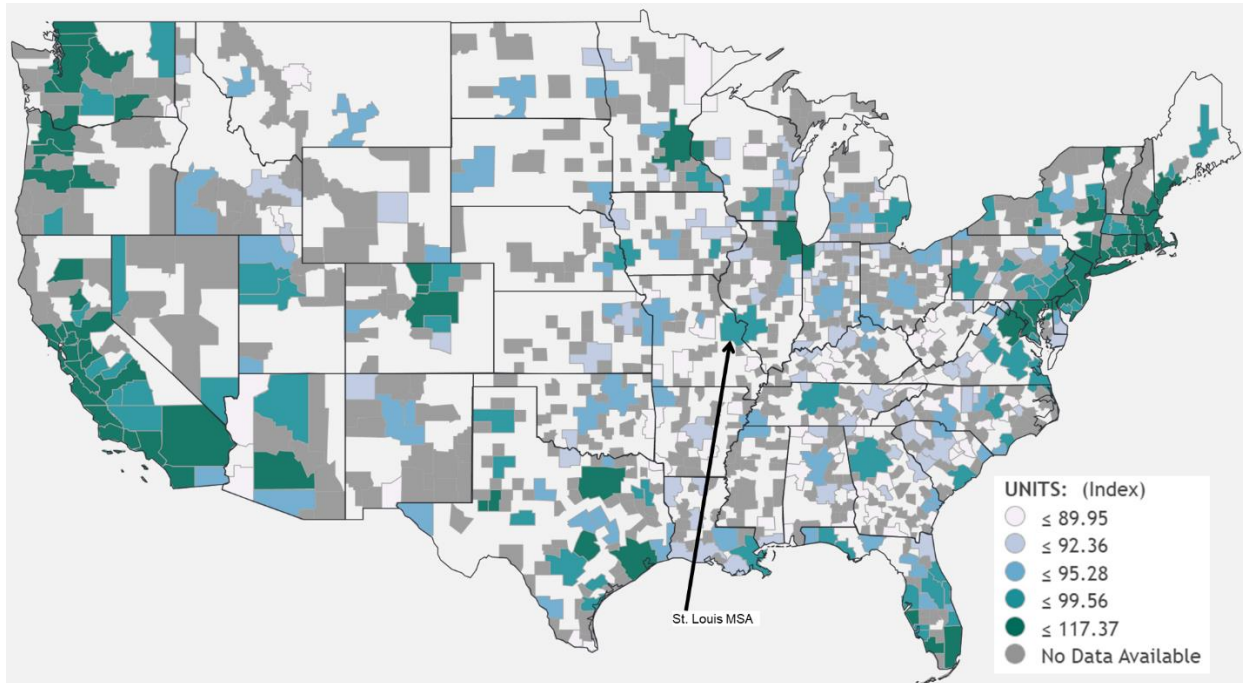 UNITS: (Index)
≤ 89.95
≤ 92.36
≤ 95.28
≤ 99.56
≤ 117.37
No Data Available
St. Louis MSA